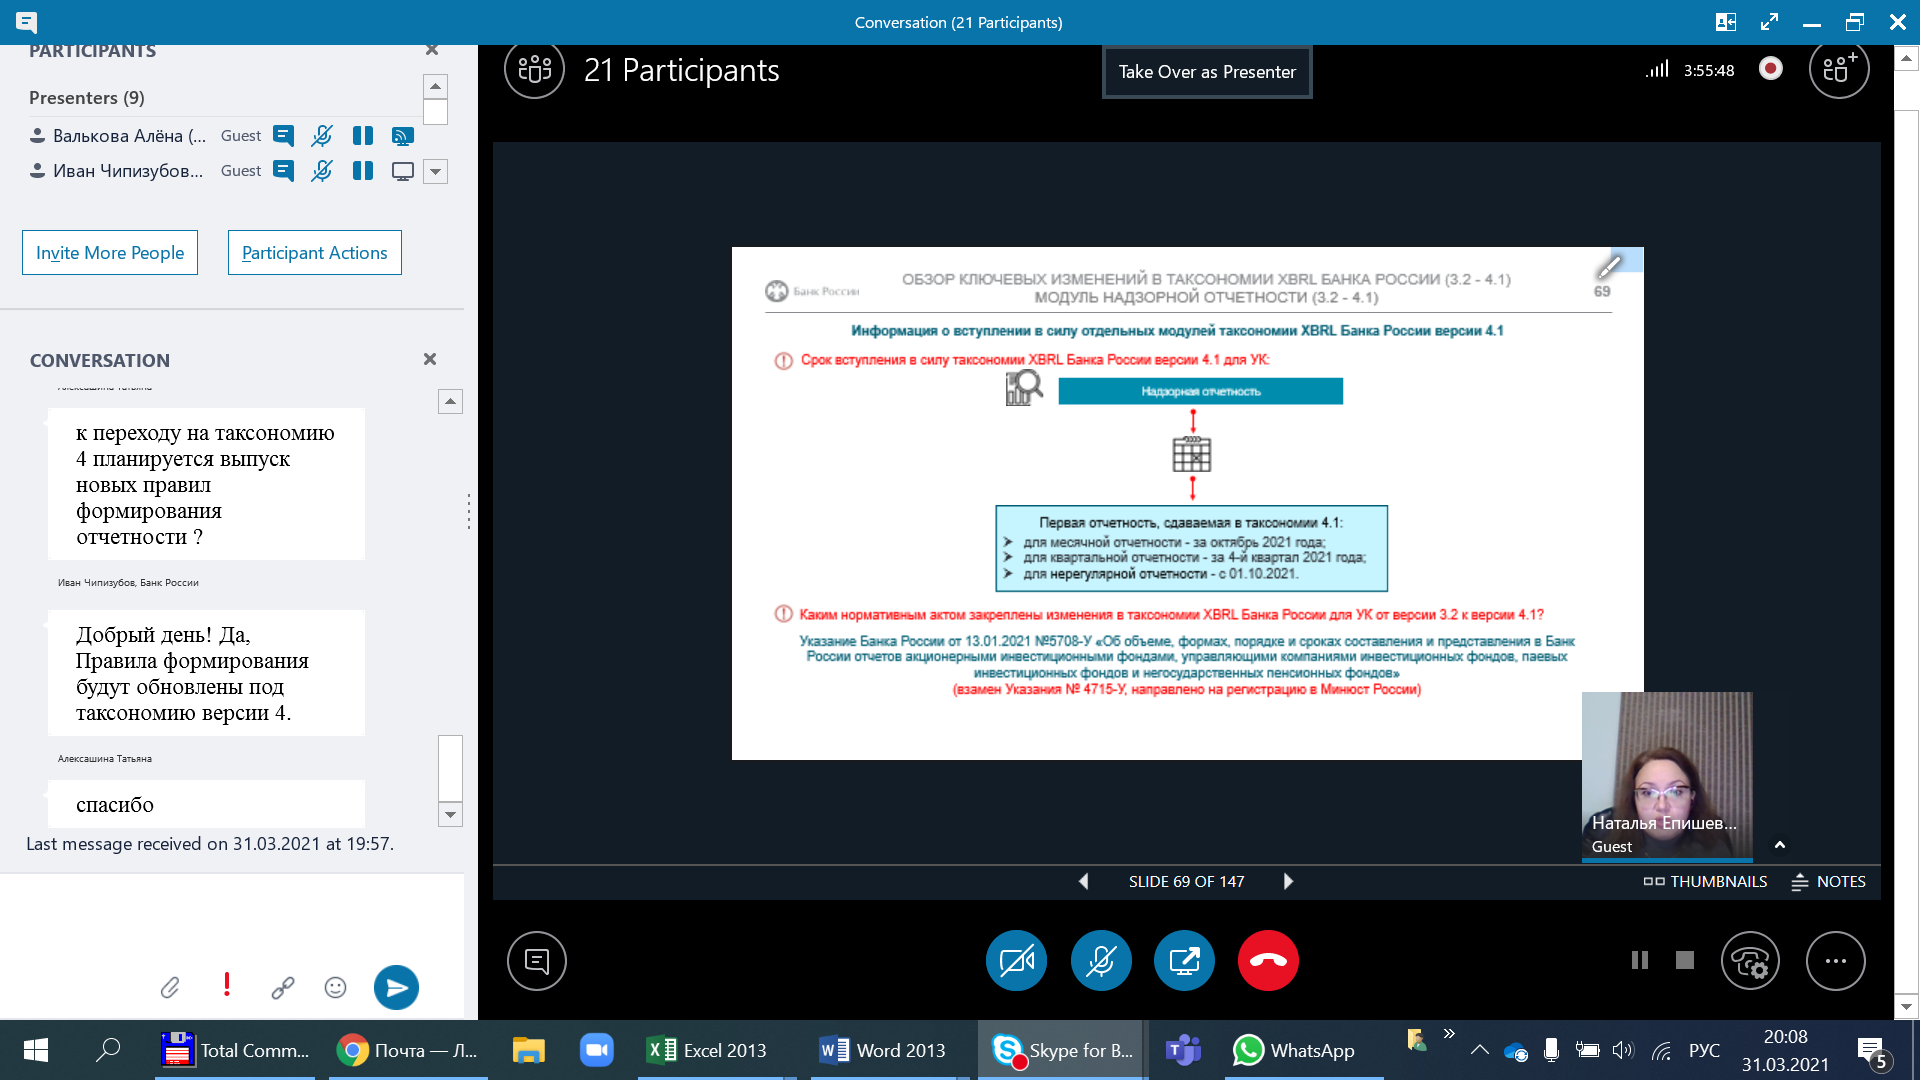 Conversation (21 Participants)
PARTICIPANTS
Presenters (9)
Валькова Алёна (... Guest
Иван Чипизубов... Guest
Invite More People
Participant Actions
CONVERSATION
Алексашина Татьяна
к переходу на таксономию
4 планируется выпуск
новых правил
формирования
отчетности ?
Иван Чипизубов, Банк России
Добрый день! Да,
Правила формирования
будут обновлены под
таксономию версии 4.
Алексашина Татьяна
спасибо
Last message received on 31.03.2021 at 19:57.
21 Participants
Take Over as Presenter
3:55:48
Банк России
ОБЗОР КЛЮЧЕВЫХ ИЗМЕНЕНИЙ В ТАКСОНОМИИ XBRL БАНКА РОССИИ (3.2 - 4.1)
МОДУЛЬ НАДЗОРНОЙ ОТЧЕТНОСТИ (3.2 - 4.1)
69
Информация о вступлении в силу отдельных модулей таксономии XBRL Банка России версии 4.1
Срок вступления в силу таксономии XBRL Банка России версии 4.1 для УК:
Надзорная отчетность
Первая отчетность, сдаваемая в таксономии 4.1:
для месячной отчетности - за октябрь 2021 года;
для квартальной отчетности - за 4-й квартал 2021 года;
для нерегулярной отчетности - с 01.10.2021.
Каким нормативным актом закреплены изменения в таксономии XBRL Банка России для УК от версии 3.2 к версии 4.1?
Указание Банка России от 13.01.2021 №5708-У «Об объеме, формах, порядке и сроках составления и представления в Банк
России отчетов акционерными инвестиционными фондами, управляющими компаниями инвестиционных фондов, паевых
инвестиционных фондов и негосударственных пенсионных фондов»
(взамен Указания № 4715-У, направлено на регистрацию в Минюст России)
Наталья Епишев...
Guest
SLIDE 69 OF 147
THUMBNAILS
NOTES
Total Comm...
Почта — Л...
Excel 2013
Word 2013
Skype for B...
WhatsApp
РУС
20:08
31.03.2021
5